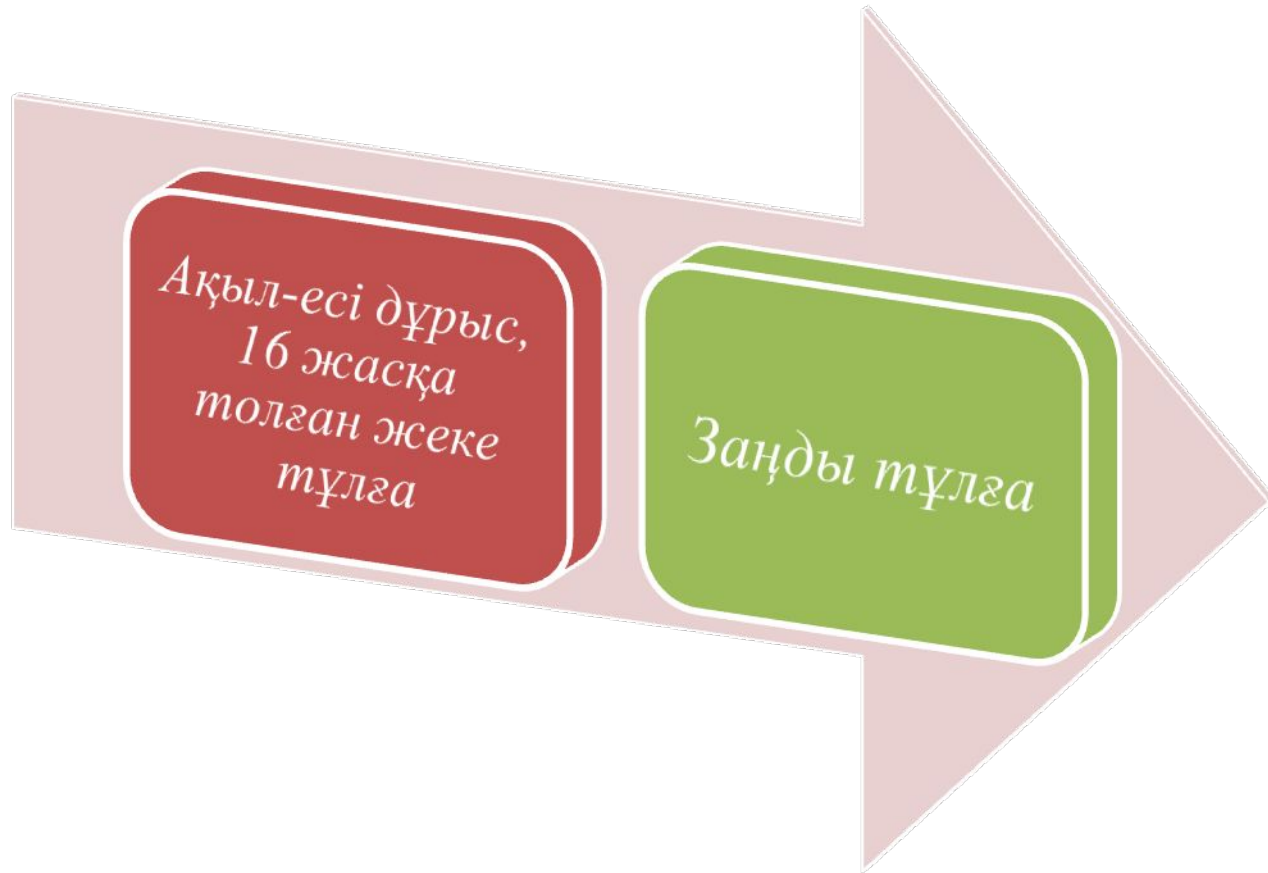 Ақыл-есі дұрыс,
16 жасқа
толған жеке
тұлға
Заңды тұлға